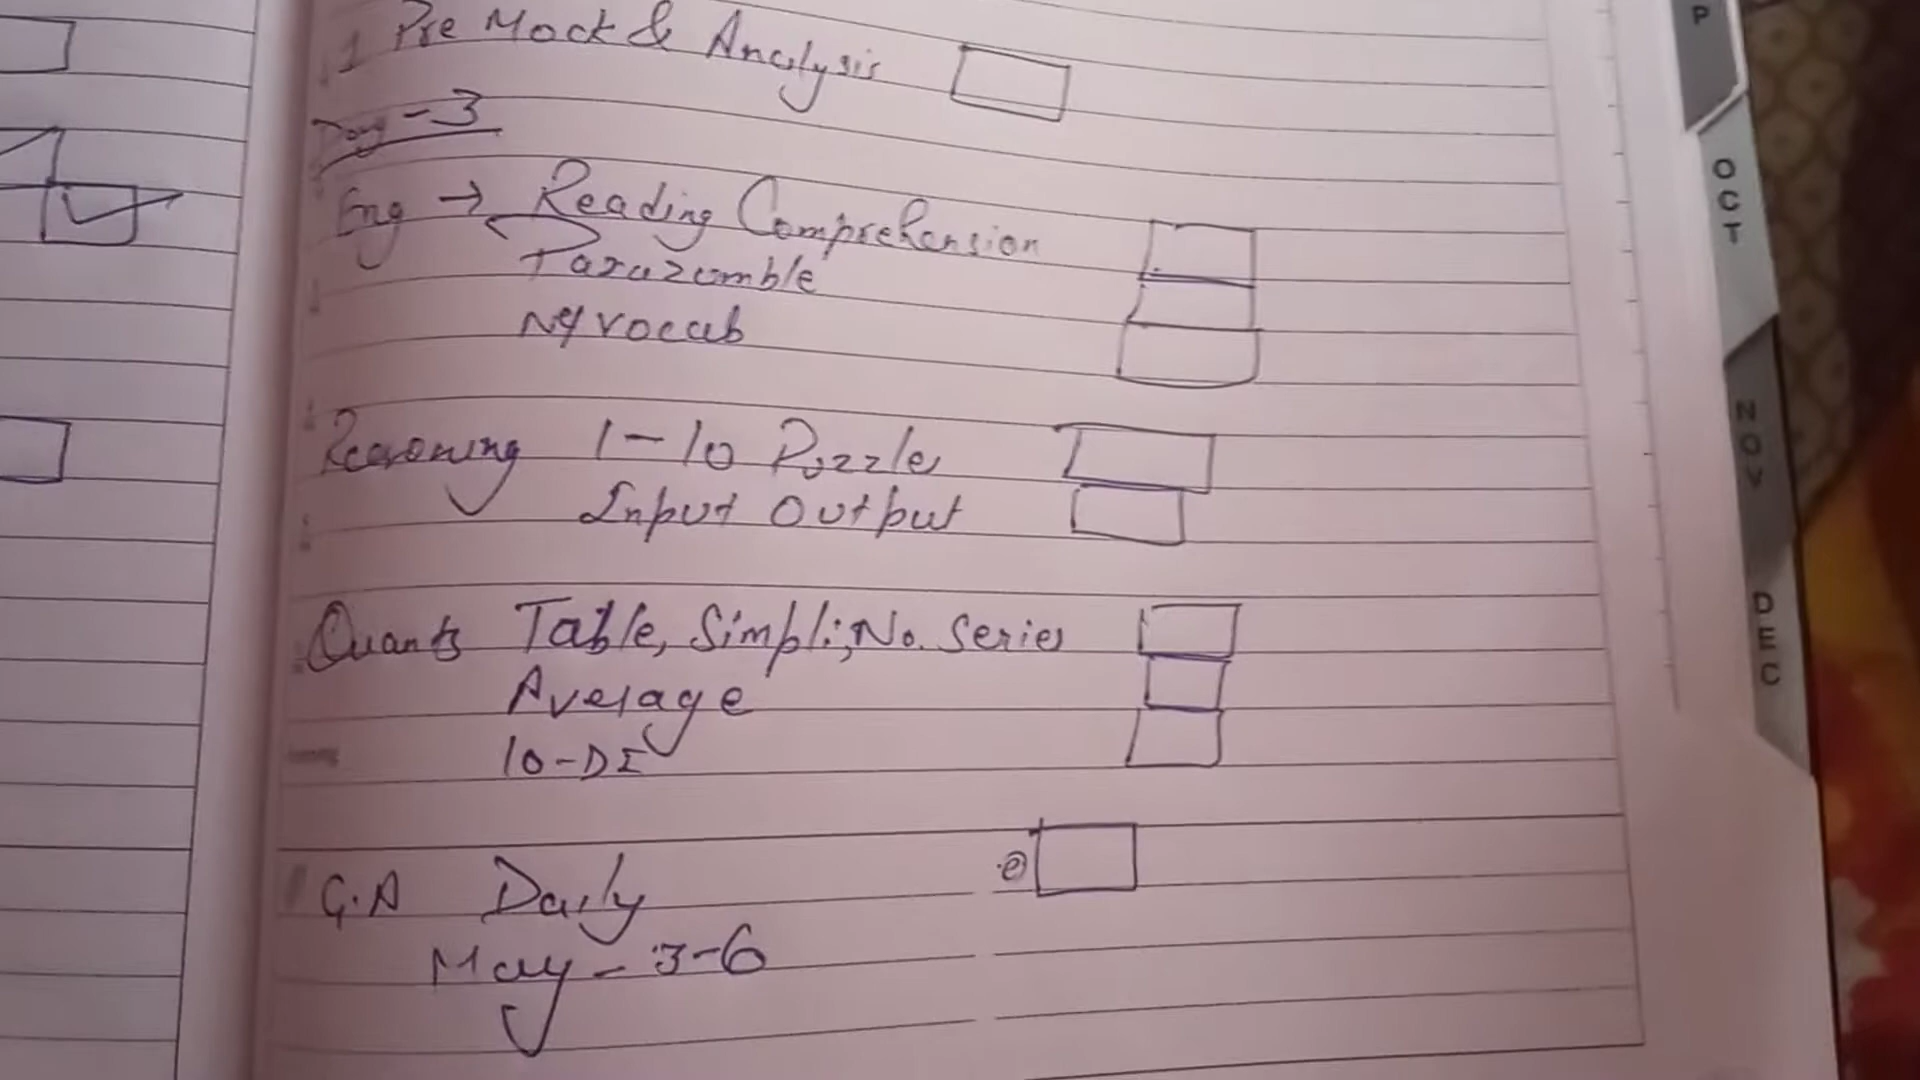 1 Pre Mock & Analysis
Day-3
Eng → Reading Comprehension
Parazumble
Vocab
Reasoning 1-10 Puzzle
Input Output
Quants Table, Simpli; No. Series
Average
10-DI
G.A Daily
May - 3-6
P
OCT
NOV
DEC